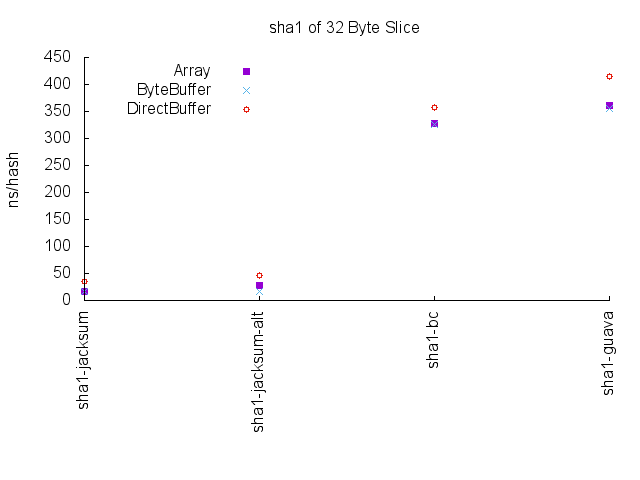 sha1 of 32 Byte Slice
450
400
350
300
250
200
150
100
50
0
ns/hash
Array
ByteBuffer
DirectBuffer
sha1-jacksum
sha1-jacksum-alt
sha1-bc
sha1-guava